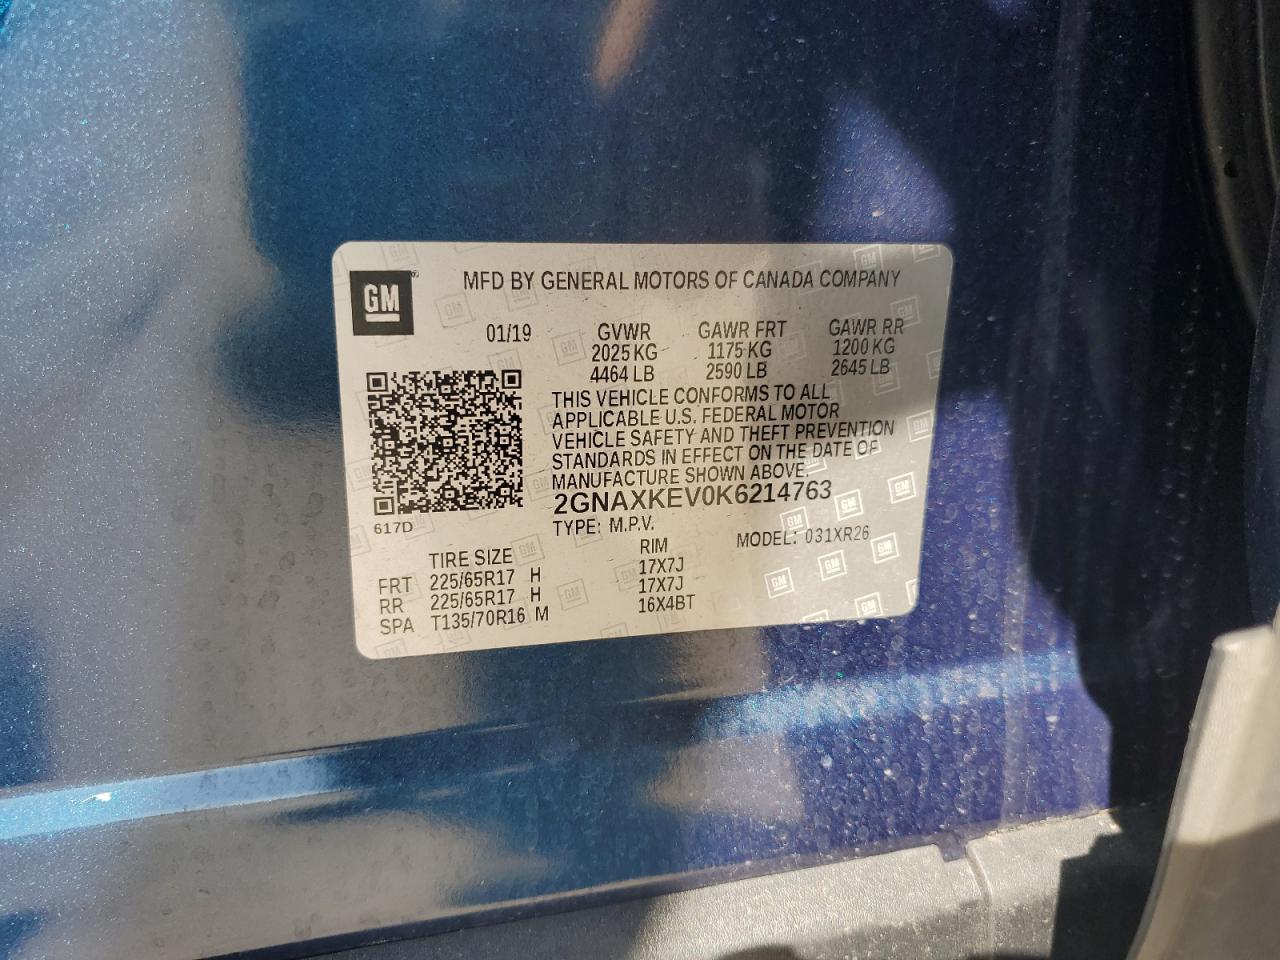 GM
MFD BY GENERAL MOTORS OF CANADA COMPANY
01/19 GVWR GAWR FRT GAWR RR
2025 KG 1175 KG 1200 KG
4464 LB 2590 LB 2645 LB
THIS VEHICLE CONFORMS TO ALL
APPLICABLE U.S. FEDERAL MOTOR
VEHICLE SAFETY AND THEFT PREVENTION
STANDARDS IN EFFECT ON THE DATE OF
MANUFACTURE SHOWN ABOVE.
2GNAXKEV0K6214763
617D
TYPE: M.P.V. MODEL: 031XR26
TIRE SIZE RIM
FRT 225/65R17 H 17X7J
RR 225/65R17 H 17X7J
SPA T135/70R16 M 16X4BT